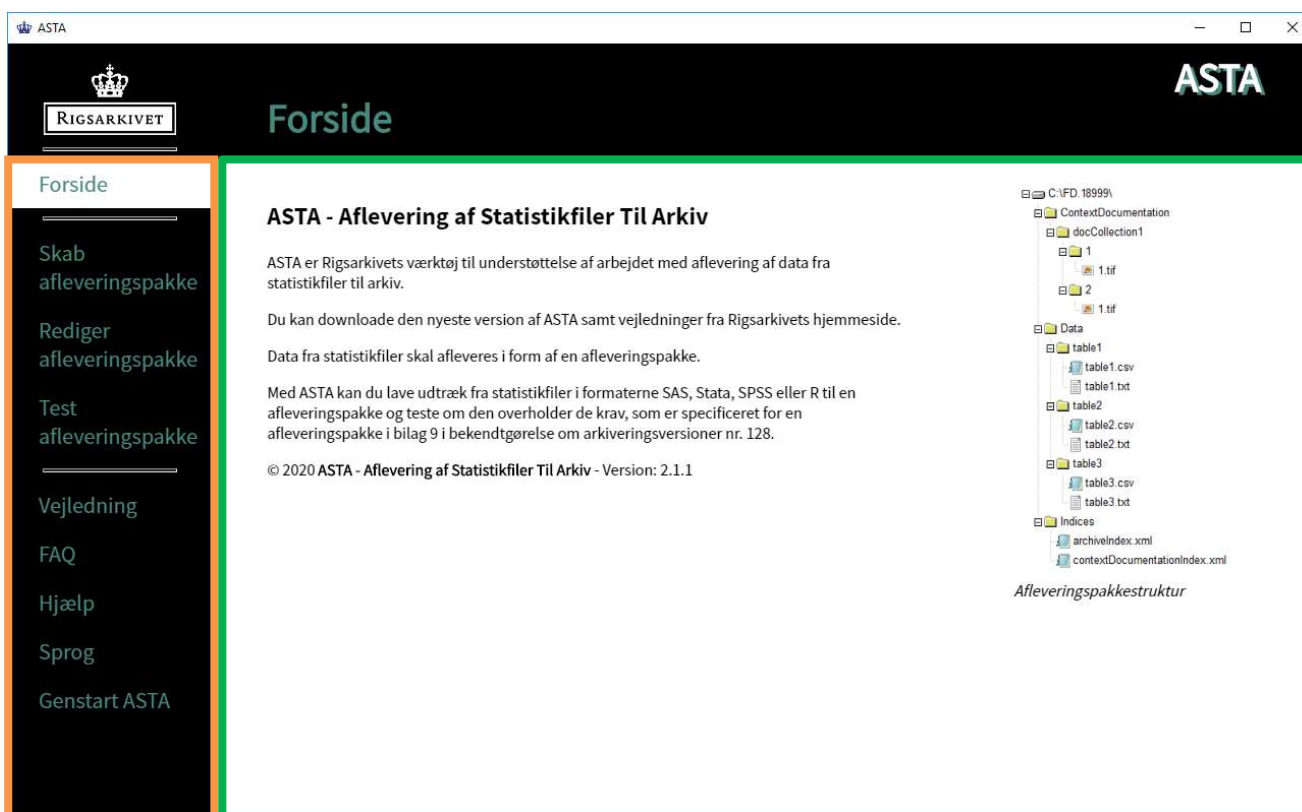 ASTA
RIGSARKIVET
Forside
ASTA
Forside
Skab
afleveringspakke
Rediger
afleveringspakke
Test
afleveringspakke
Vejledning
FAQ
Hjælp
Sprog
Genstart ASTA
ASTA - Aflevering af Statistikfiler Til Arkiv
ASTA er Rigsarkivets værktøj til understøttelse af arbejdet med aflevering af data fra
statistikfiler til arkiv.
Du kan downloade den nyeste version af ASTA samt vejledninger fra Rigsarkivets hjemmeside.
Data fra statistikfiler skal afleveres i form af en afleveringspakke.
Med ASTA kan du lave udtræk fra statistikfiler i formaterne SAS, Stata, SPSS eller R til en
afleveringspakke og teste om den overholder de krav, som er specificeret for en
afleveringspakke i bilag 9 i bekendtgørelse om arkiveringsversioner nr. 128.
© 2020 ASTA - Aflevering af Statistikfiler Til Arkiv - Version: 2.1.1
C:\FD.18999\
ContextDocumentation
docCollection1
1
1.tif
2
1.tif
Data
table1
table1.csv
table1.txt
table2
table2.csv
table2.txt
table3
table3.csv
table3.txt
Indices
archiveIndex.xml
contextDocumentationIndex.xml
Afleveringspakkestruktur